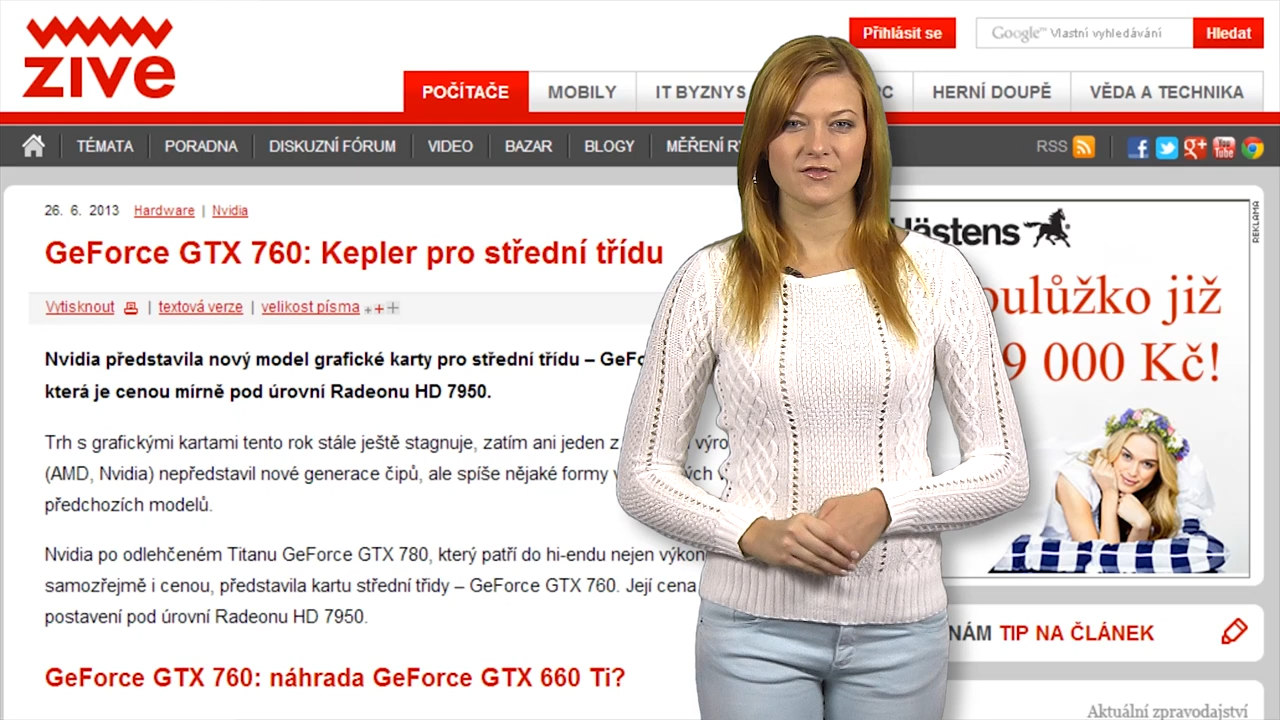 zive
Přihlásit se
Google™ Vlastní vyhledávání
Hledat
POČÍTAČE
MOBILY
IT BYZNYS
HERNÍ DOUPĚ
VĚDA A TECHNIKA
TÉMATA
PORADNA
DISKUZNÍ FÓRUM
VIDEO
BAZAR
BLOGY
MĚŘENÍ
RSS
26. 6. 2013 Hardware | Nvidia
GeForce GTX 760: Kepler pro střední třídu
Vytisknout | textová verze | velikost písma
Nvidia představila nový model grafické karty pro střední třídu –
která je cenou mírně pod úrovní Radeonu HD 7950.
Trh s grafickými kartami tento rok stále ještě stagnuje, zatím ani jeden z
(AMD, Nvidia) nepředstavil nové generace čipů, ale spíše nějaké formy
předchozích modelů.
Nvidia po odlehčeném Titanu GeForce GTX 780, který patří do hi-endu nejen
samozřejmě i cenou, představila kartu střední třídy – GeForce GTX 760. Její cena
postavení pod úrovní Radeonu HD 7950.
GeForce GTX 760: náhrada GeForce GTX 660 Ti?
REKLAMA
Hästens
již
9 000 Kč!
NÁM TIP NA ČLÁNEK
Aktuální zpravodajství